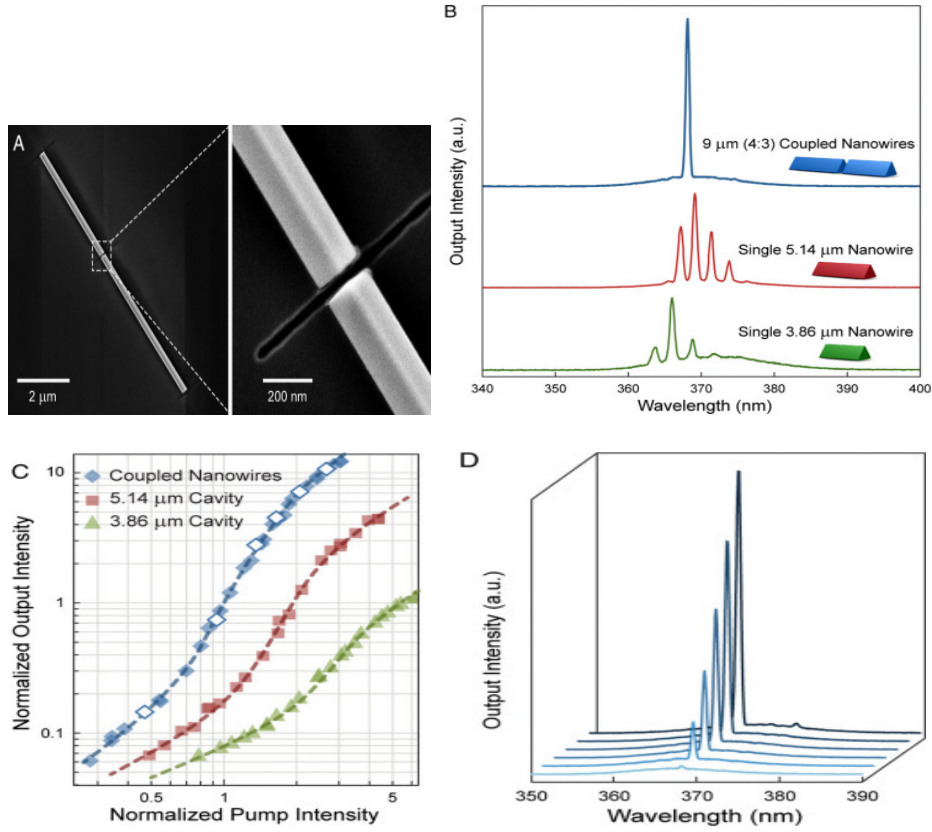 A
2 μm
200 nm
B
Output Intensity (a.u.)
9 μm (4:3) Coupled Nanowires
Single 5.14 μm Nanowire
Single 3.86 μm Nanowire
340
360
370
380
390
400
Wavelength (nm)
C
Normalized Output Intensity
10
1
0.1
Coupled Nanowires
5.14 μm Cavity
3.86 μm Cavity
0.5
1
2
5
Normalized Pump Intensity
D
Output Intensity (a.u.)
350
360
370
380
390
Wavelength (nm)